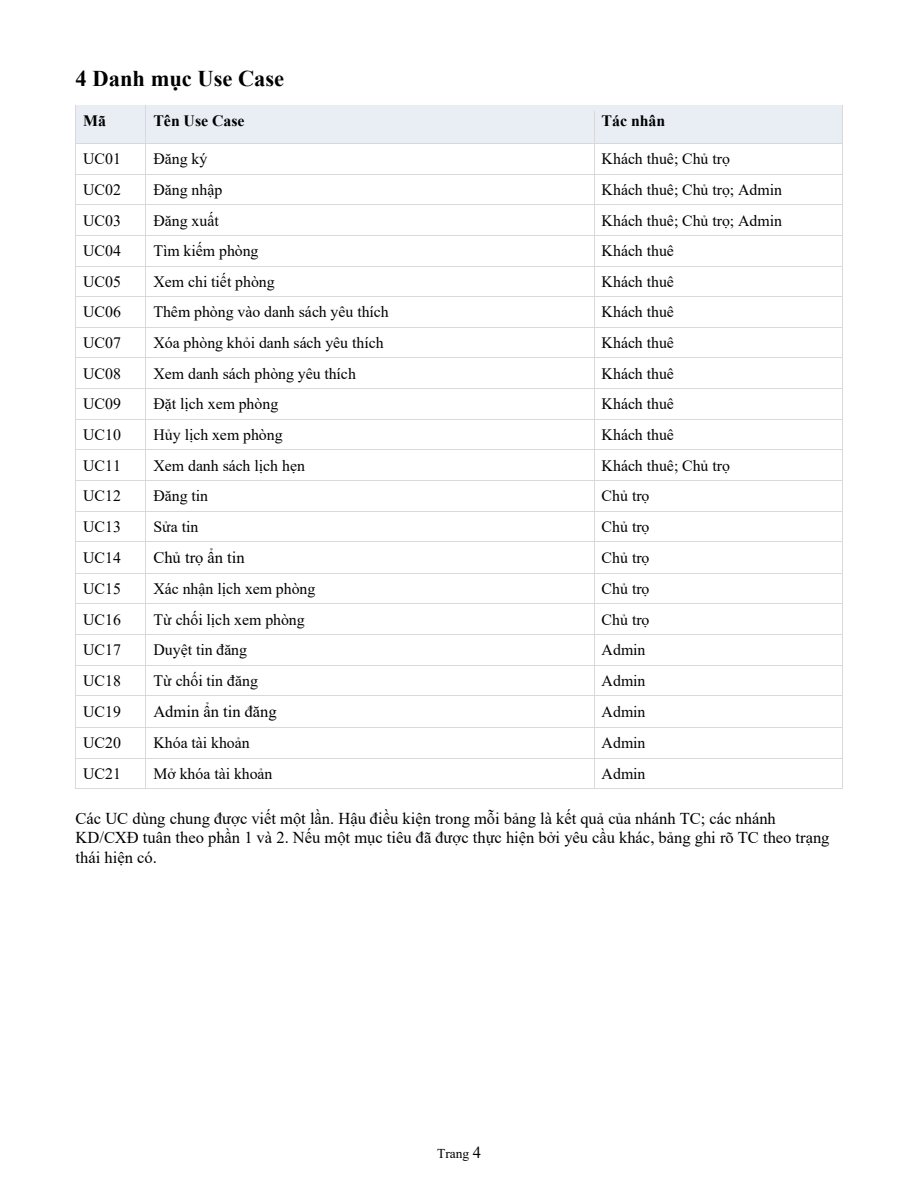 4 Danh mục Use Case
Mã Tên Use Case Tác nhân
UC01 Đăng ký Khách thuê; Chủ trọ
UC02 Đăng nhập Khách thuê; Chủ trọ; Admin
UC03 Đăng xuất Khách thuê; Chủ trọ; Admin
UC04 Tìm kiếm phòng Khách thuê
UC05 Xem chi tiết phòng Khách thuê
UC06 Thêm phòng vào danh sách yêu thích Khách thuê
UC07 Xóa phòng khỏi danh sách yêu thích Khách thuê
UC08 Xem danh sách phòng yêu thích Khách thuê
UC09 Đặt lịch xem phòng Khách thuê
UC10 Hủy lịch xem phòng Khách thuê
UC11 Xem danh sách lịch hẹn Khách thuê; Chủ trọ
UC12 Đăng tin Chủ trọ
UC13 Sửa tin Chủ trọ
UC14 Chủ trọ ẩn tin Chủ trọ
UC15 Xác nhận lịch xem phòng Chủ trọ
UC16 Từ chối lịch xem phòng Chủ trọ
UC17 Duyệt tin đăng Admin
UC18 Từ chối tin đăng Admin
UC19 Admin ẩn tin đăng Admin
UC20 Khóa tài khoản Admin
UC21 Mở khóa tài khoản Admin
Các UC dùng chung được viết một lần. Hậu điều kiện trong mỗi bảng là kết quả của nhánh TC; các nhánh
KD/CXĐ tuân theo phần 1 và 2. Nếu một mục tiêu đã được thực hiện bởi yêu cầu khác, bảng ghi rõ TC theo trạng
thái hiện có.
Trang 4